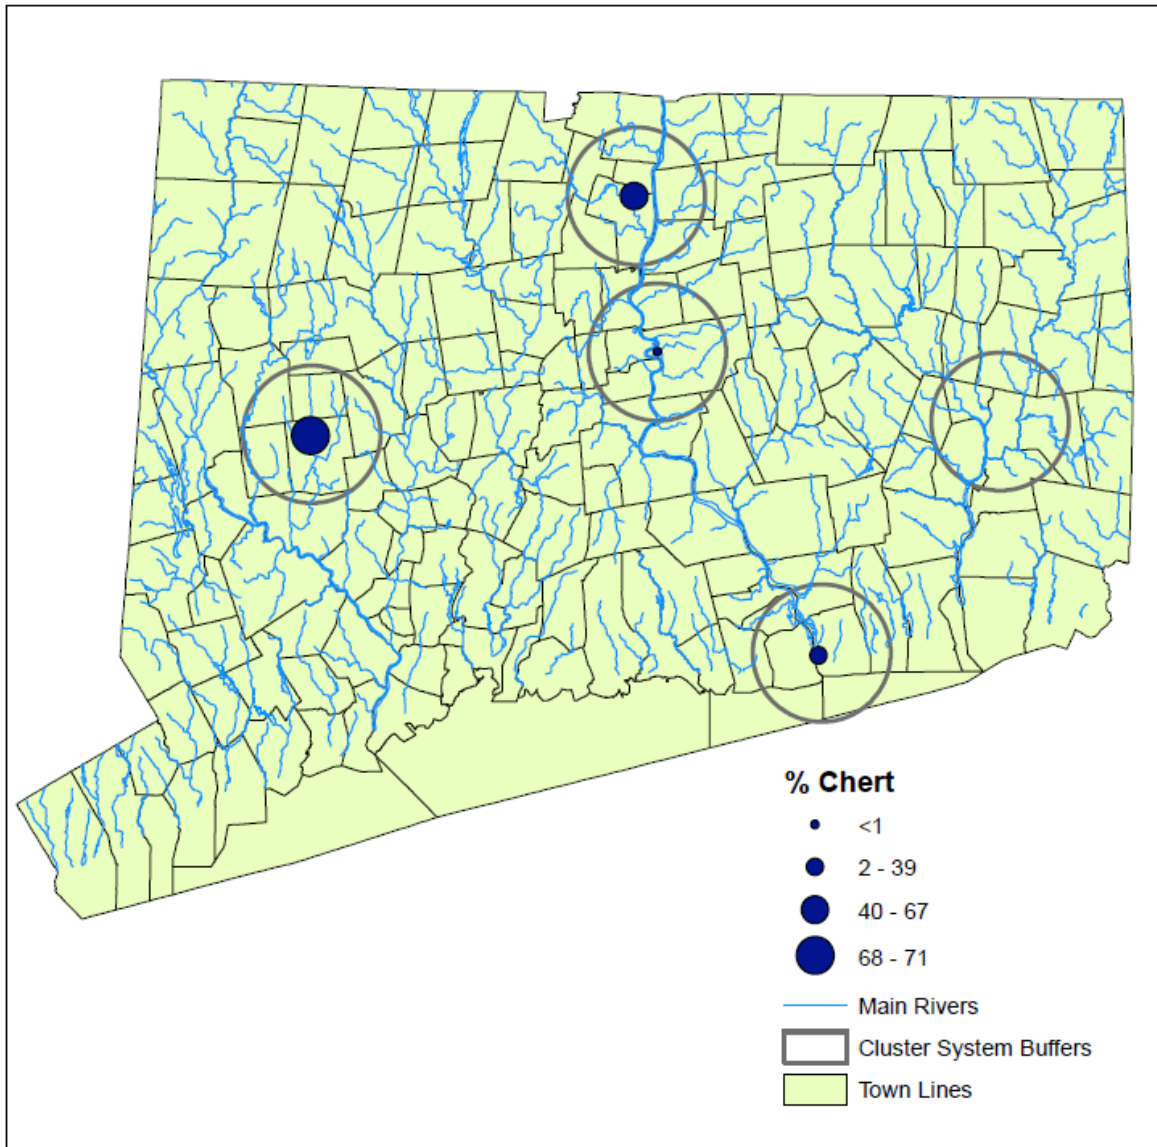 % Chert
<1
2 - 39
40 - 67
68 - 71
Main Rivers
Cluster System Buffers
Town Lines